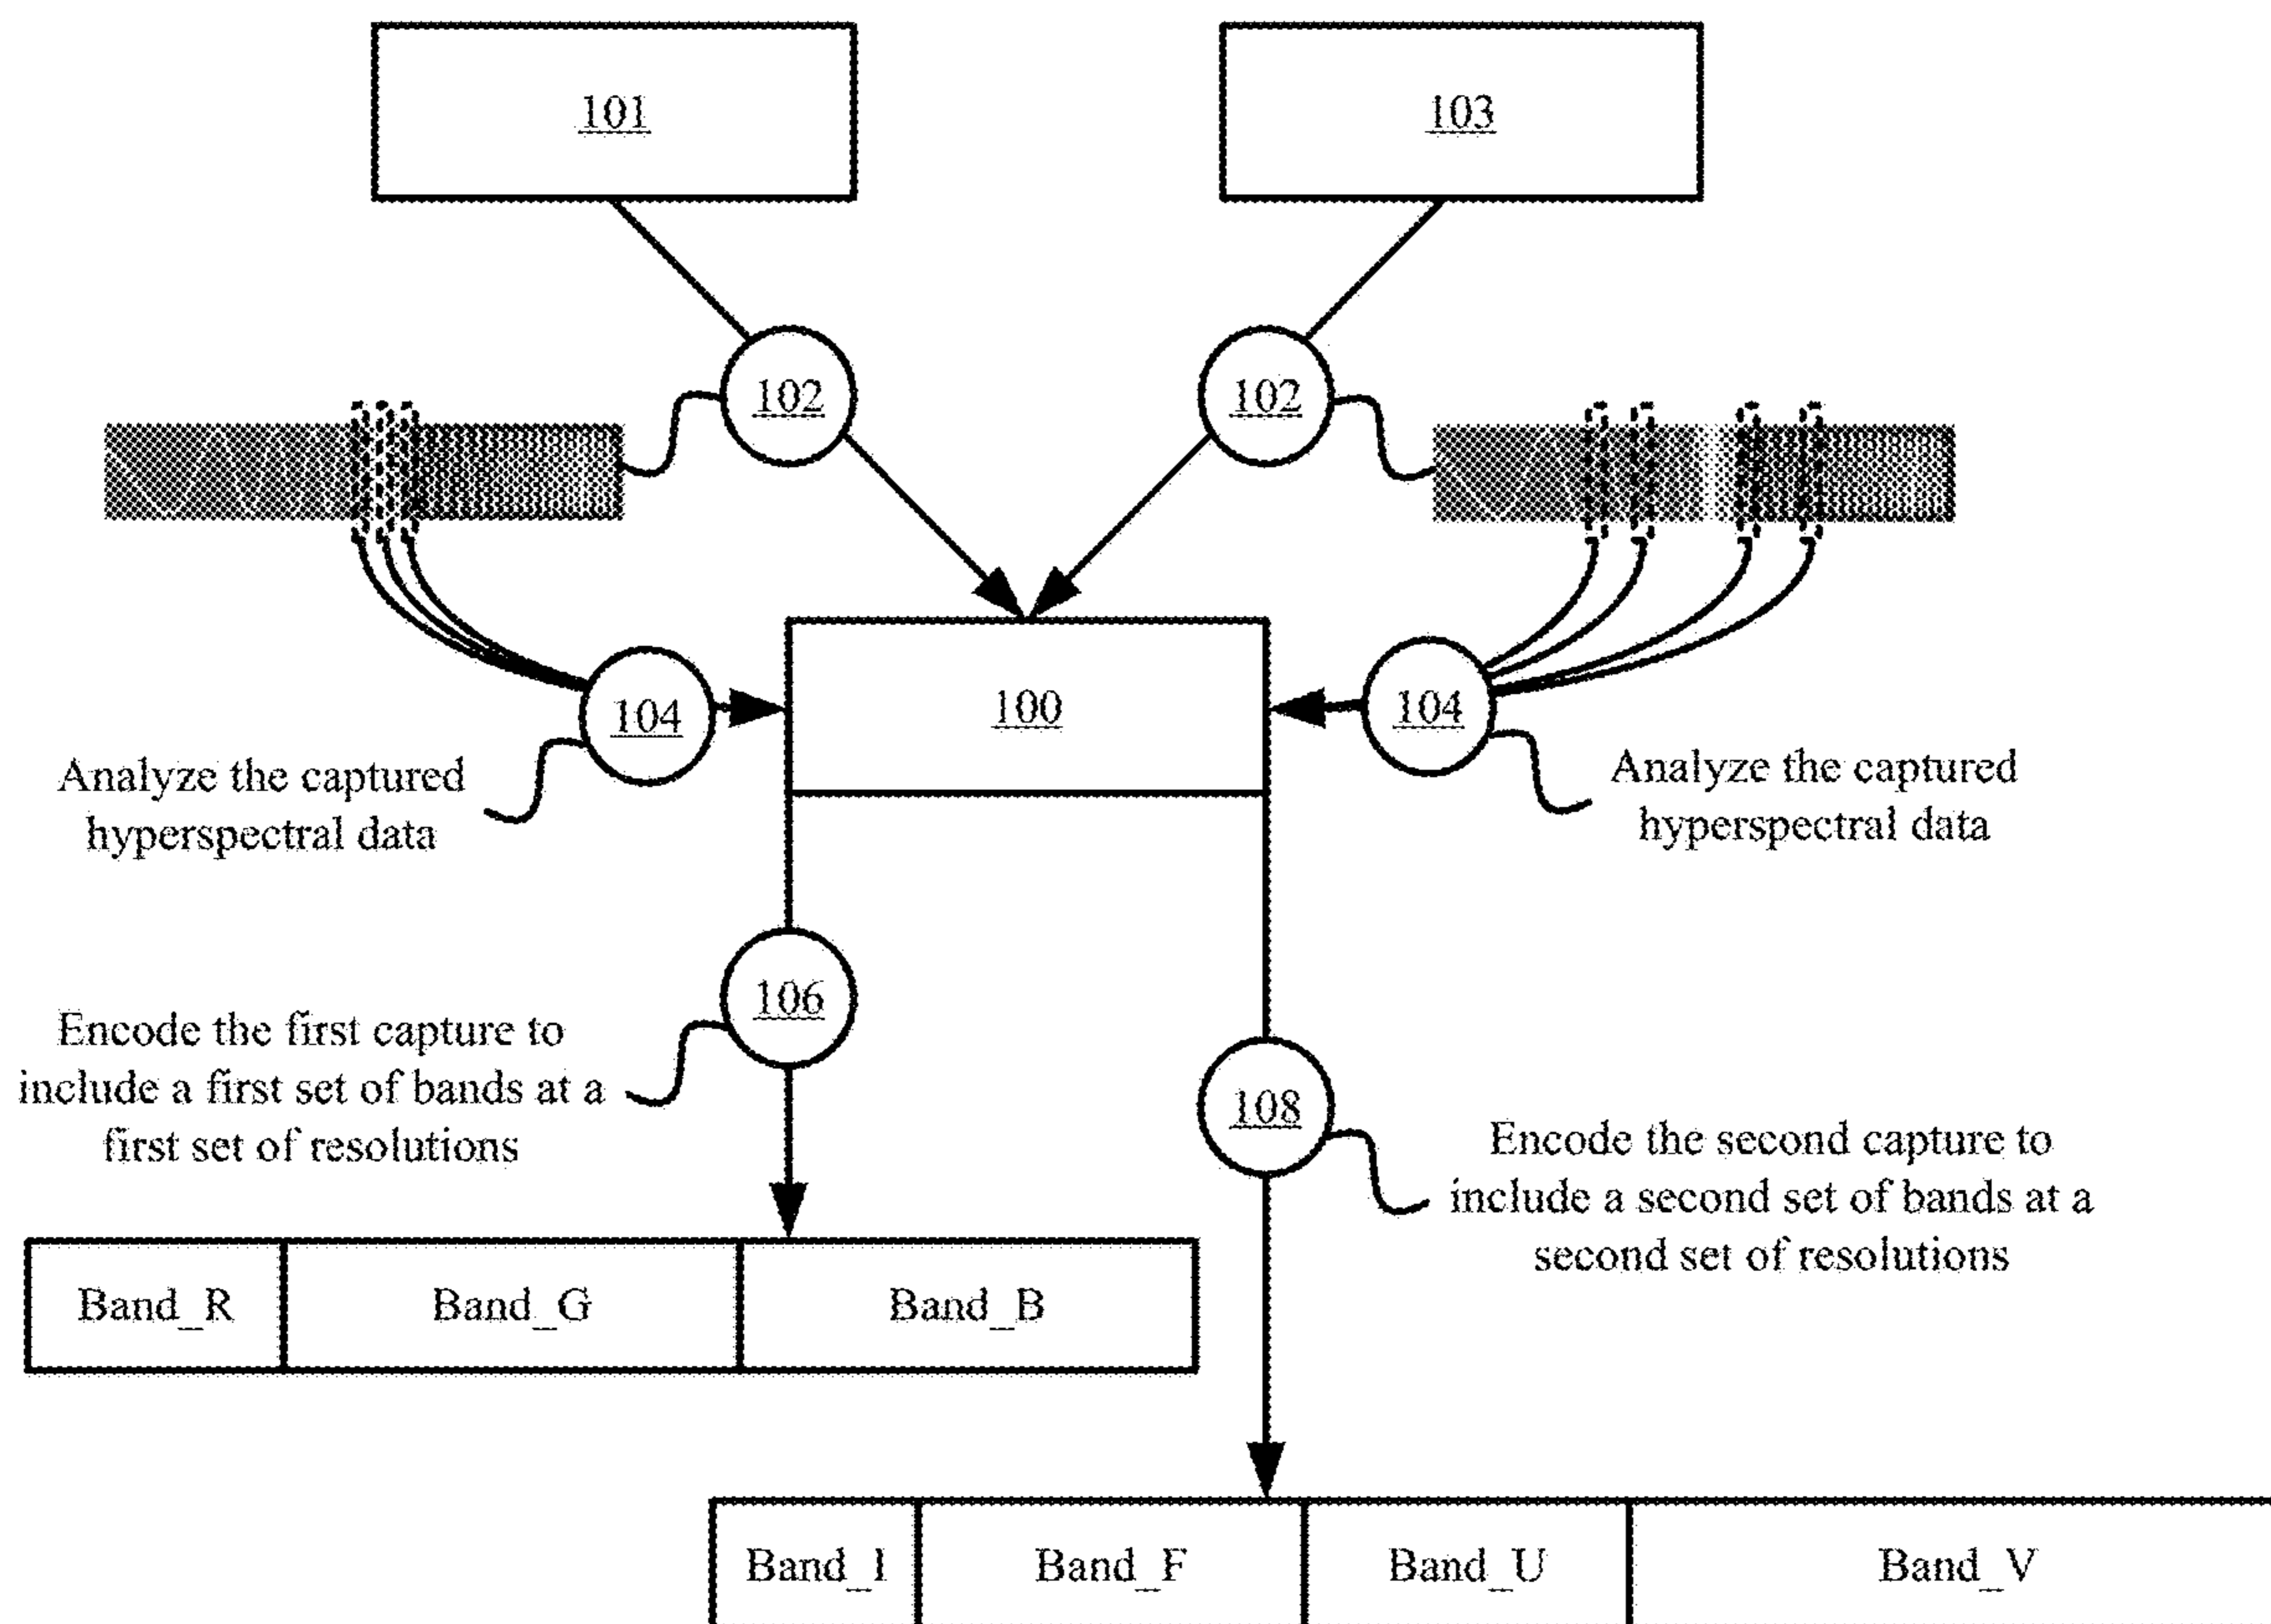 101
103
102
102
104
100
104
Analyze the captured
hyperspectral data
Analyze the captured
hyperspectral data
106
Encode the first capture to
include a first set of bands at a
first set of resolutions
108
Encode the second capture to
include a second set of bands at a
second set of resolutions
Band_R
Band_G
Band_B
Band_I
Band_F
Band_U
Band_V